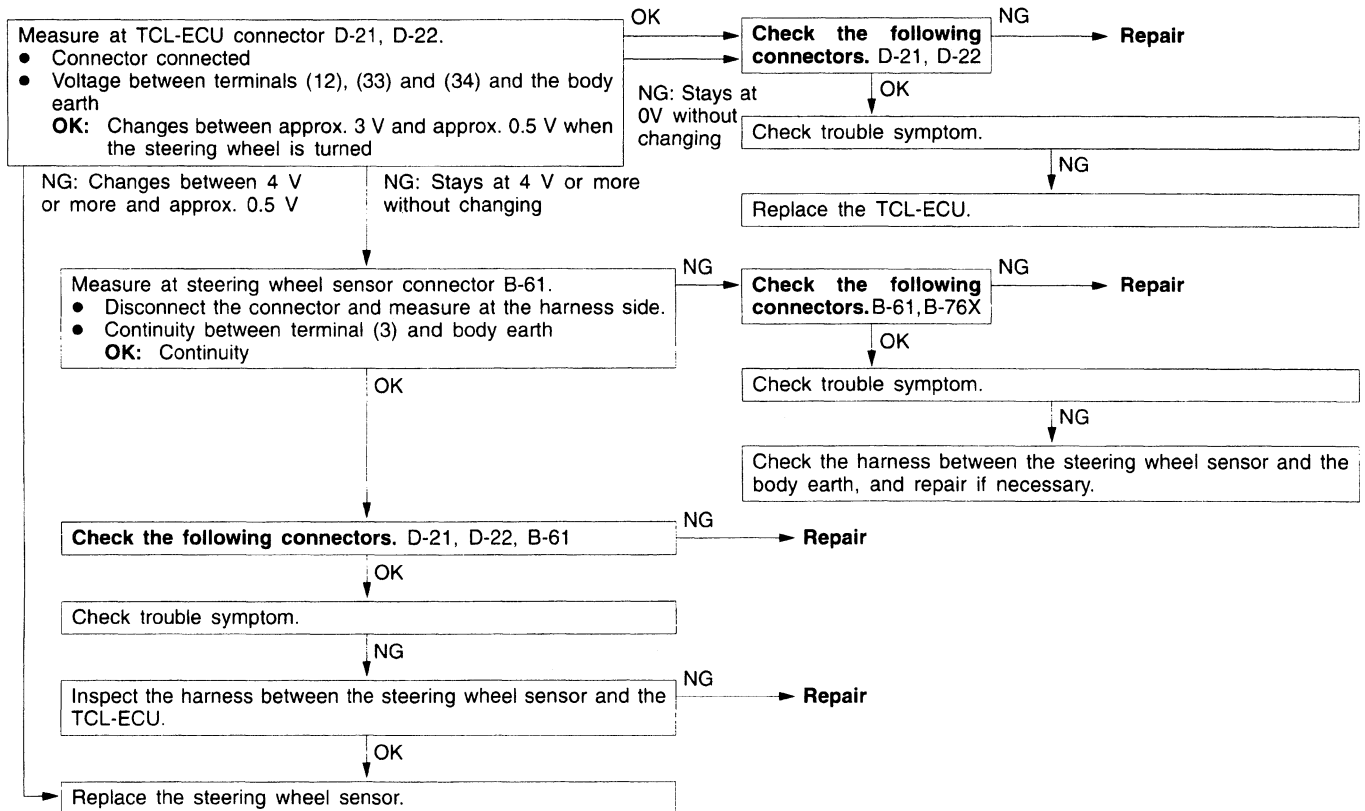 Measure at TCL-ECU connector D-21, D-22.
● Connector connected
● Voltage between terminals (12), (33) and (34) and the body
earth
OK: Changes between approx. 3 V and approx. 0.5 V when
the steering wheel is turned
OK
NG: Stays at
0V without
changing
Check the following
connectors. D-21, D-22
NG
Repair
OK
Check trouble symptom.
NG
Replace the TCL-ECU.
NG: Changes between 4 V
or more and approx. 0.5 V
NG: Stays at 4 V or more
without changing
Measure at steering wheel sensor connector B-61.
● Disconnect the connector and measure at the harness side.
● Continuity between terminal (3) and body earth
OK: Continuity
NG
Check the following
connectors. B-61, B-76X
NG
Repair
OK
Check trouble symptom.
NG
Check the harness between the steering wheel sensor and the
body earth, and repair if necessary.
OK
Check the following connectors. D-21, D-22, B-61
NG
Repair
OK
Check trouble symptom.
NG
Inspect the harness between the steering wheel sensor and the
TCL-ECU.
NG
Repair
OK
Replace the steering wheel sensor.